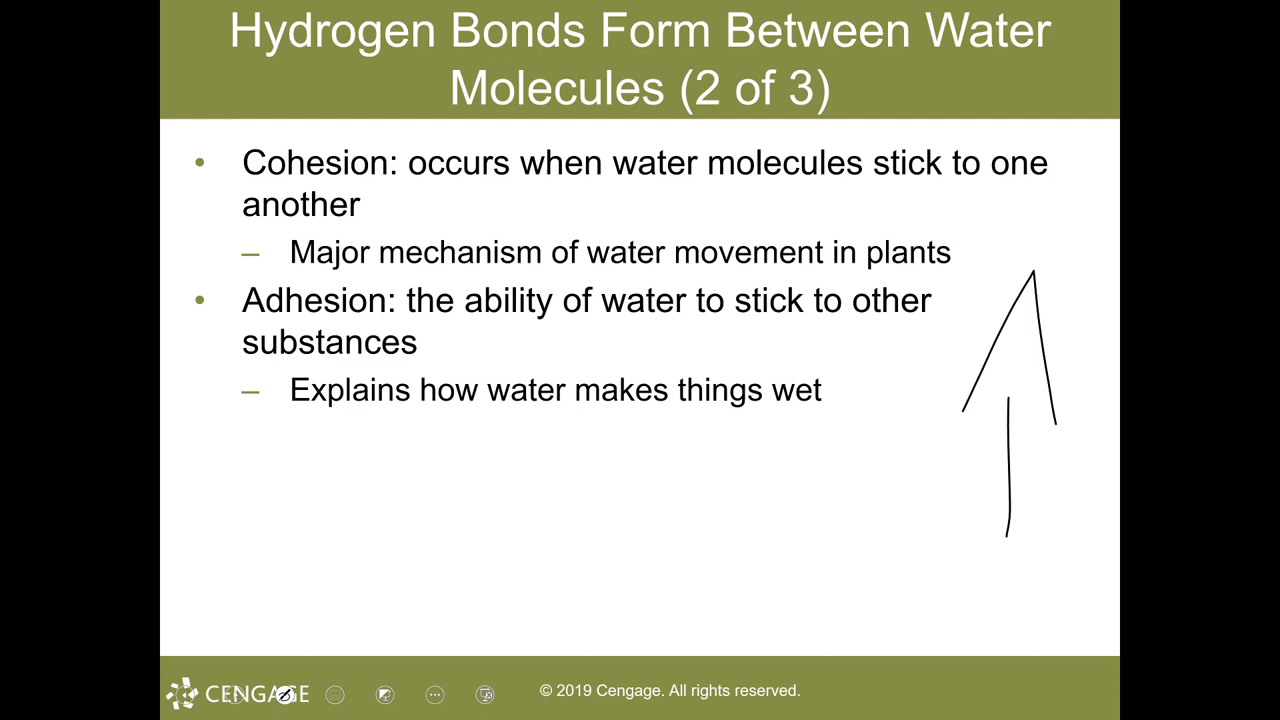 Hydrogen Bonds Form Between Water
Molecules (2 of 3)
• Cohesion: occurs when water molecules stick to one
another
– Major mechanism of water movement in plants
• Adhesion: the ability of water to stick to other
substances
– Explains how water makes things wet
CENGAGE
© 2019 Cengage. All rights reserved.